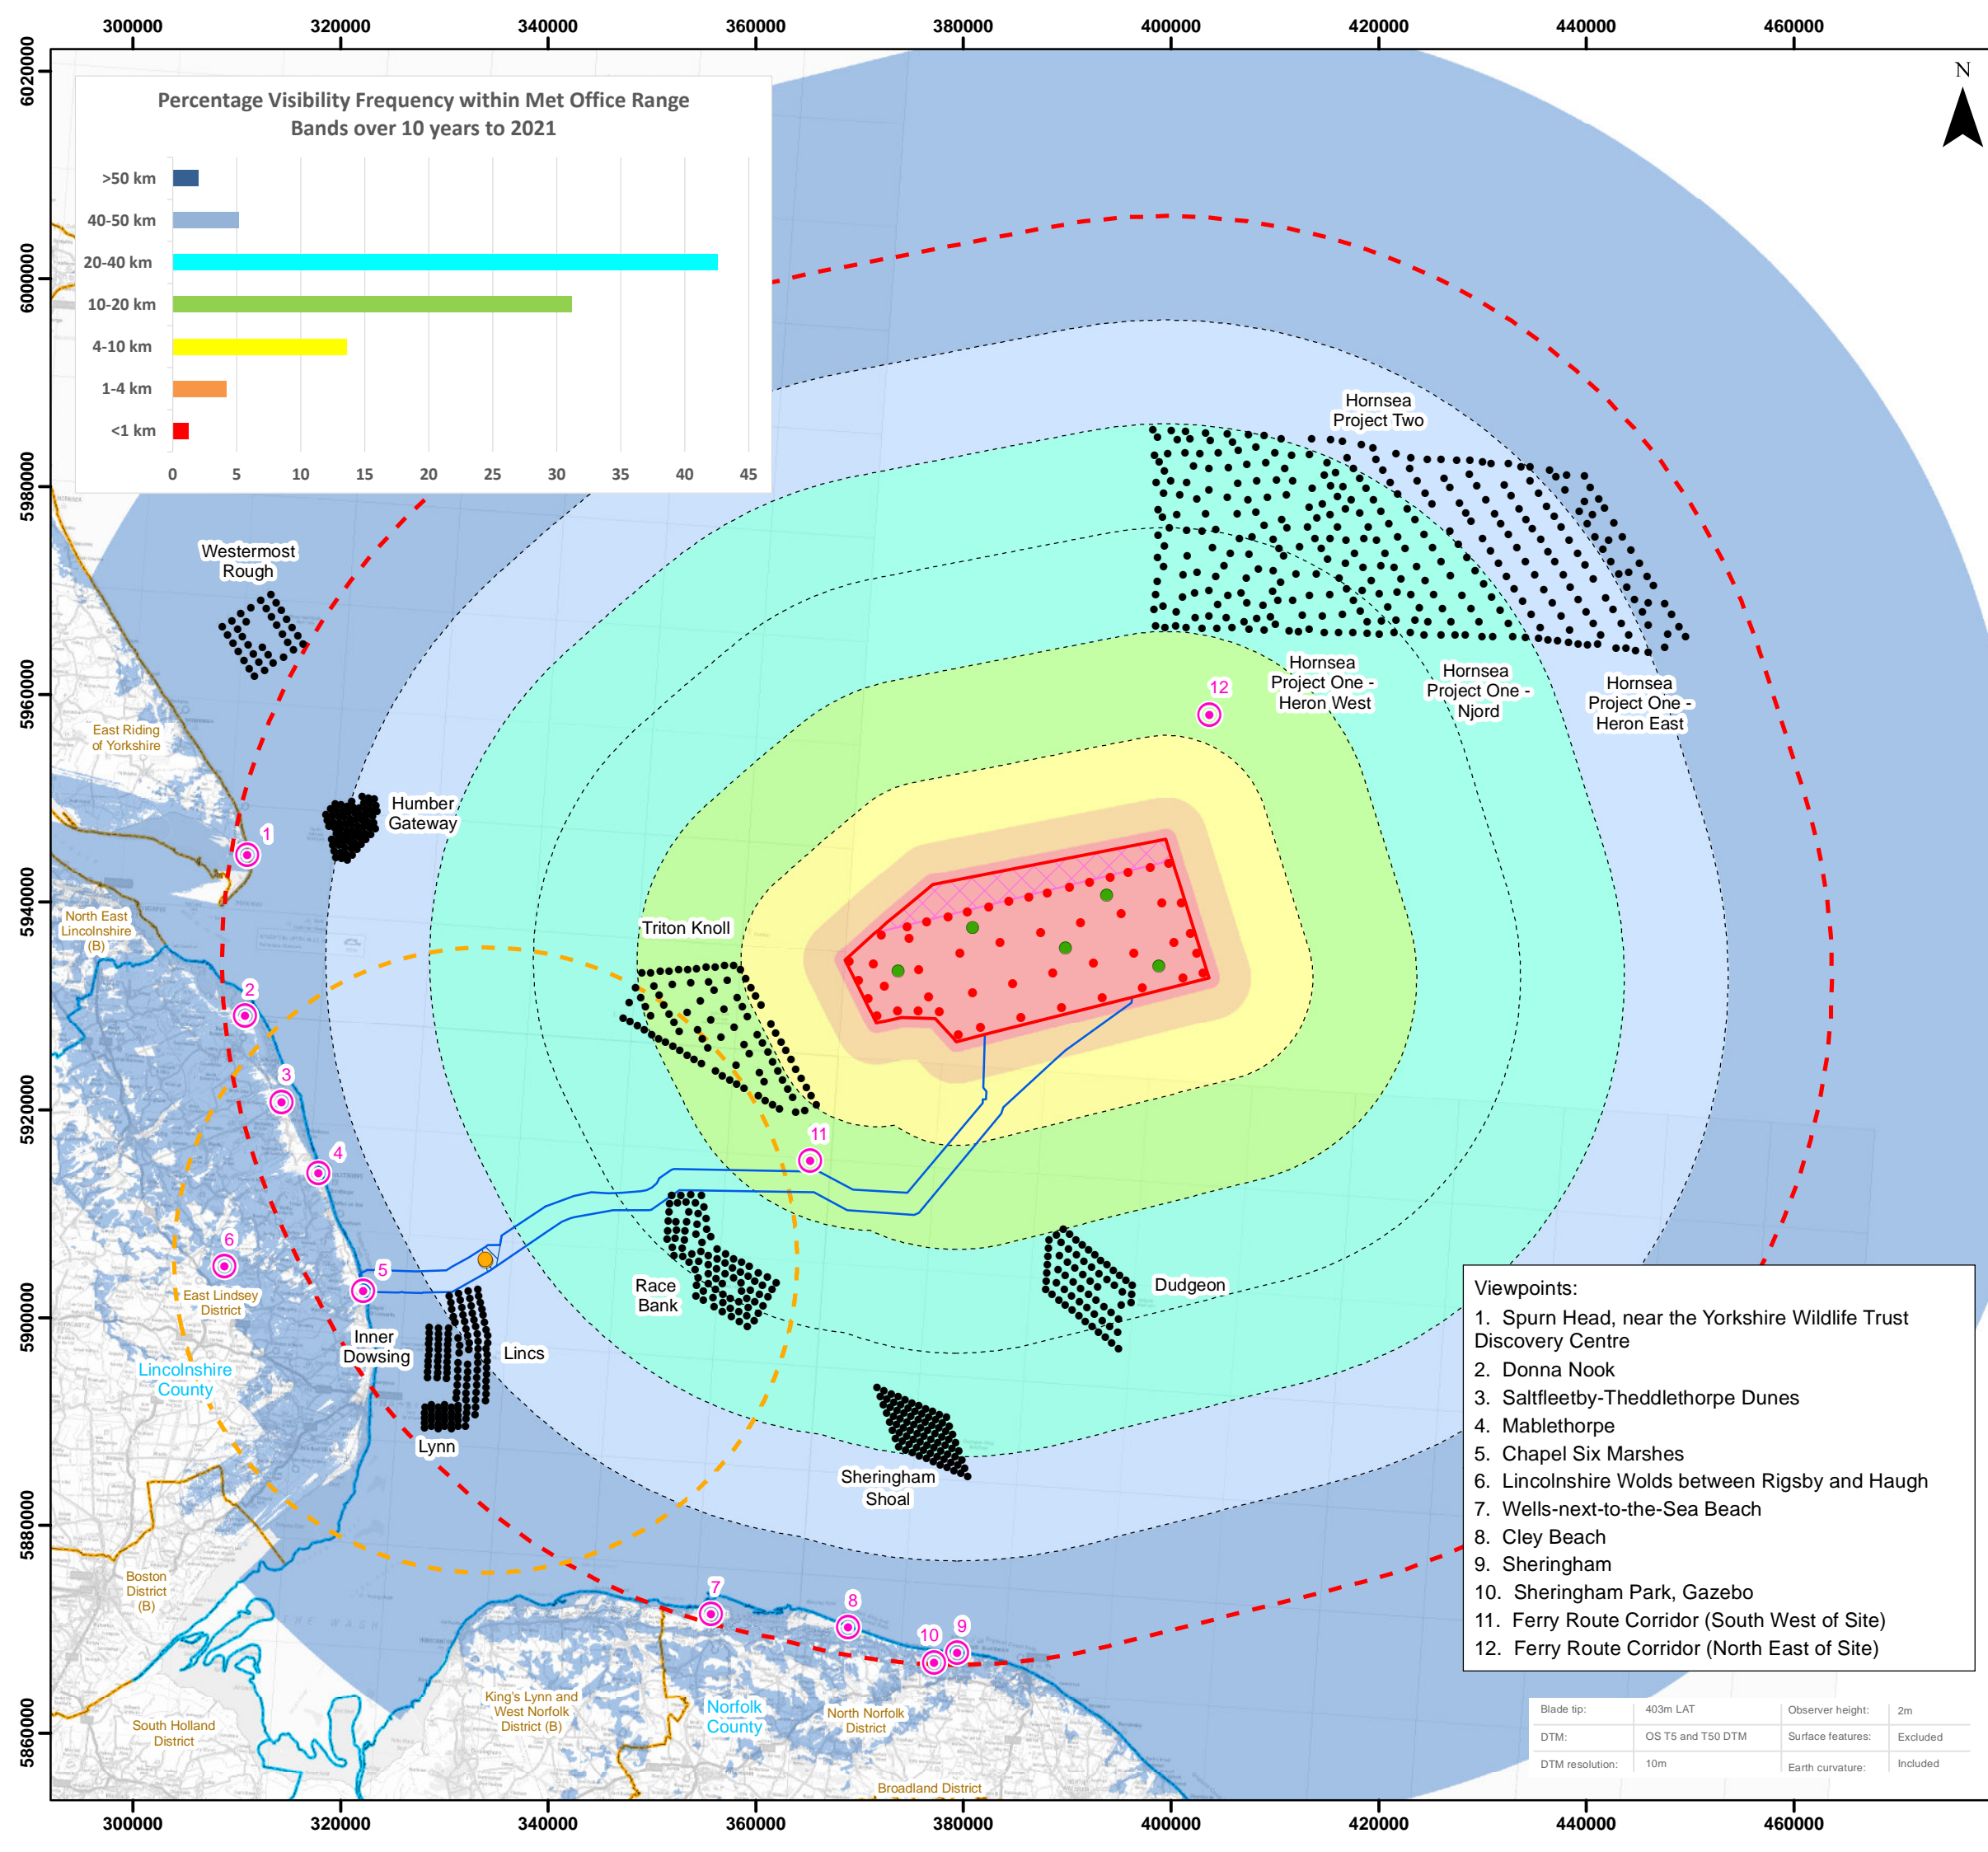 300000 320000 340000 360000 380000 400000 420000 440000 460000
6020000
6000000
5980000
5960000
5940000
5920000
5900000
5880000
5860000
N
Percentage Visibility Frequency within Met Office Range
Bands over 10 years to 2021
>50 km
40-50 km
20-40 km
10-20 km
4-10 km
1-4 km
<1 km
0 5 10 15 20 25 30 35 40 45
Hornsea
Project Two
Westermost
Rough
Hornsea
Project One -
Heron West
Hornsea
Project One -
Njord
Hornsea
Project One -
Heron East
12
East Riding
of Yorkshire
Humber
Gateway
1
North East
Lincolnshire
(B)
Triton Knoll
2
3
4
11
6
5
East Lindsey
District
Race
Bank
Dudgeon
Inner
Dowsing
Lincs
Lincolnshire
County
Lynn
Sheringham
Shoal
Boston
District
(B)
THE WASH
7
8
9
10
King's Lynn and
West Norfolk
District (B)
Norfolk
County
North Norfolk
District
South Holland
District
Broadland District
Viewpoints:
1. Spurn Head, near the Yorkshire Wildlife Trust
Discovery Centre
2. Donna Nook
3. Saltfleetby-Theddlethorpe Dunes
4. Mablethorpe
5. Chapel Six Marshes
6. Lincolnshire Wolds between Rigsby and Haugh
7. Wells-next-to-the-Sea Beach
8. Cley Beach
9. Sheringham
10. Sheringham Park, Gazebo
11. Ferry Route Corridor (South West of Site)
12. Ferry Route Corridor (North East of Site)
Blade tip: 403m LAT Observer height: 2m
DTM: OS T5 and T50 DTM Surface features: Excluded
DTM resolution: 10m Earth curvature: Included
300000 320000 340000 360000 380000 400000 420000 440000 460000